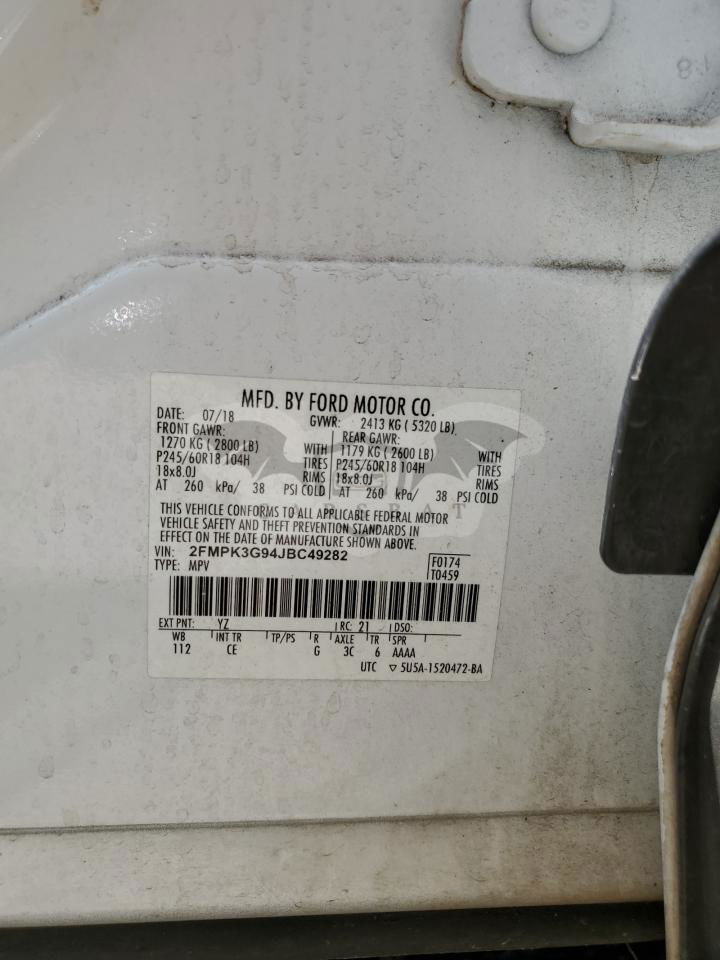 MFD. BY FORD MOTOR CO.
DATE: 07/18 GVWR: 2413 KG ( 5320 LB)
FRONT GAWR: REAR GAWR:
1270 KG ( 2800 LB) WITH 1179 KG ( 2600 LB) WITH
P245/60R18 104H TIRES P245/60R18 104H TIRES
18x8.0J RIMS 18x8.0J RIMS
AT 260 kPa/ 38 PSI COLD AT 260 kPa/ 38 PSI COLD
THIS VEHICLE CONFORMS TO ALL APPLICABLE FEDERAL MOTOR
VEHICLE SAFETY AND THEFT PREVENTION STANDARDS IN
EFFECT ON THE DATE OF MANUFACTURE SHOWN ABOVE.
VIN: 2FMPK3G94JBC49282 F0174
TYPE: MPV T0459
EXT PNT: YZ RC: 21 DSO:
WB INT TR TP/PS R AXLE TR SPR
112 CE G 3C 6 AAAA
UTC ▽ 5U5A-1520472-BA